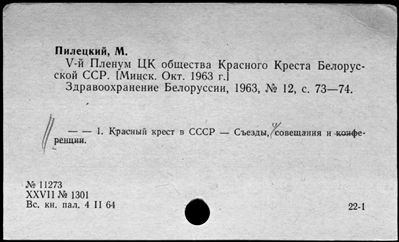 Пилецкий, М.
V-й Пленум ЦК общества Красного Креста Белорус-
ской ССР. [Минск. Окт. 1963 г.]
Здравоохранение Белоруссии, 1963, № 12, с. 73—74.
— — 1. Красный крест в СССР — Съезды, совещания и конфе-
ренции.
№ 11273
XXVII № 1301
Вс. кн. пал. 4 II 64
22-1